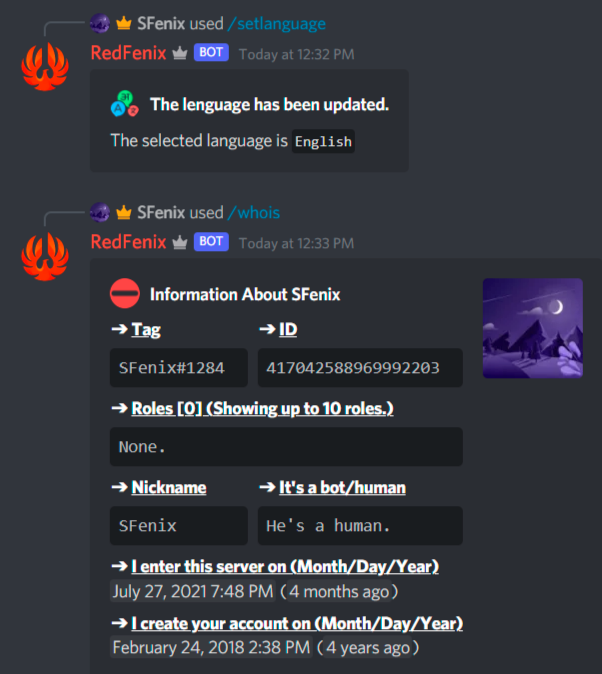 SFenix used /setlanguage
RedFenix BOT Today at 12:32 PM
The lenguage has been updated.
The selected language is English
SFenix used /whois
RedFenix BOT Today at 12:33 PM
Information About SFenix
➔ Tag ➔ ID
SFenix#1284 417042588969992203
➔ Roles [0] (Showing up to 10 roles.)
None.
➔ Nickname ➔ It's a bot/human
SFenix He's a human.
➔ I enter this server on (Month/Day/Year)
July 27, 2021 7:48 PM (4 months ago)
➔ I create your account on (Month/Day/Year)
February 24, 2018 2:38 PM (4 years ago)